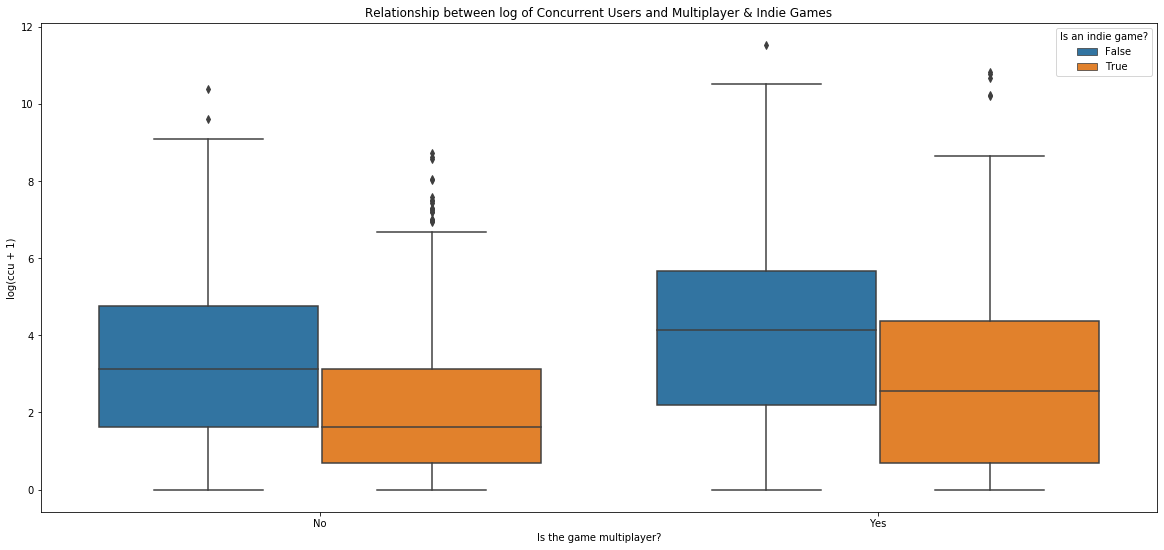 Relationship between log of Concurrent Users and Multiplayer & Indie Games
Is an indie game?
False
True
12
10
8
6
4
2
0
log(ccu + 1)
No
Yes
Is the game multiplayer?